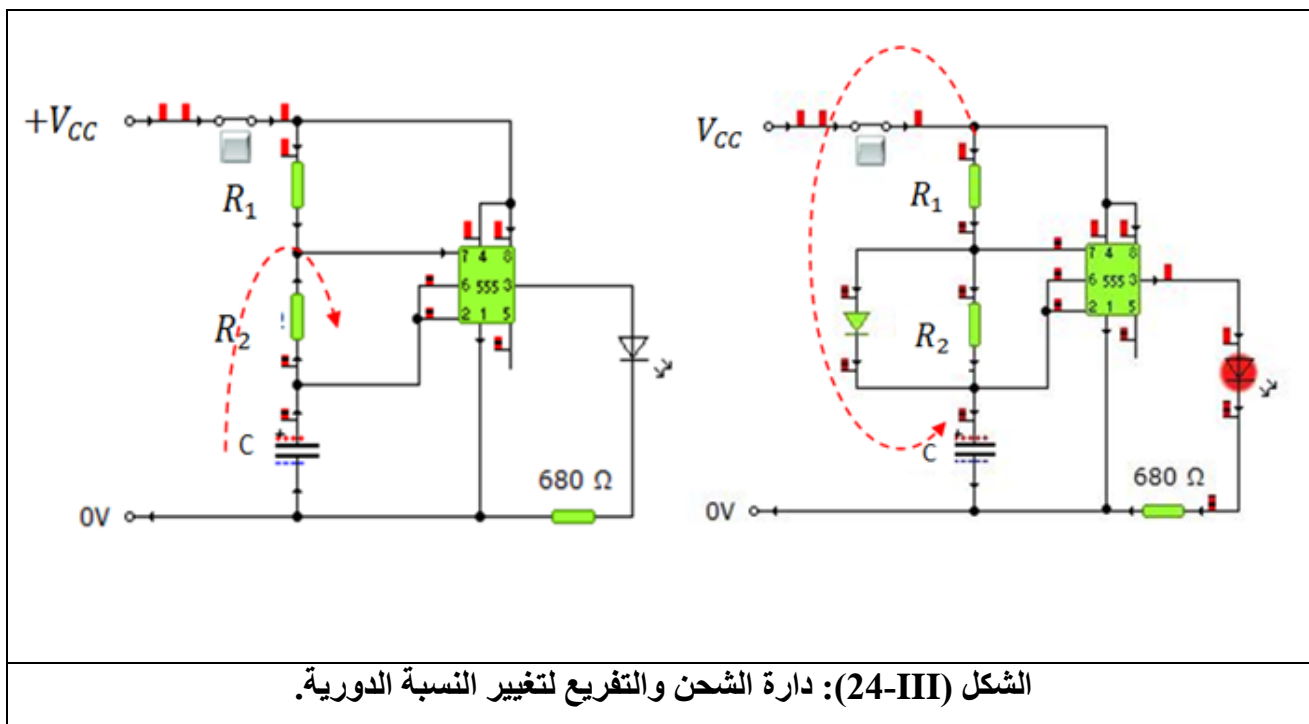 +V_CC
R_1
R_2
C
0V
680 Ω
7 4 8
6 555 3
2 1 5
V_CC
R_1
R_2
C
0V
680 Ω
7 4 8
6 555 3
2 1 5
الشكل (III-24): دارة الشحن والتفريع لتغيير النسبة الدورية.